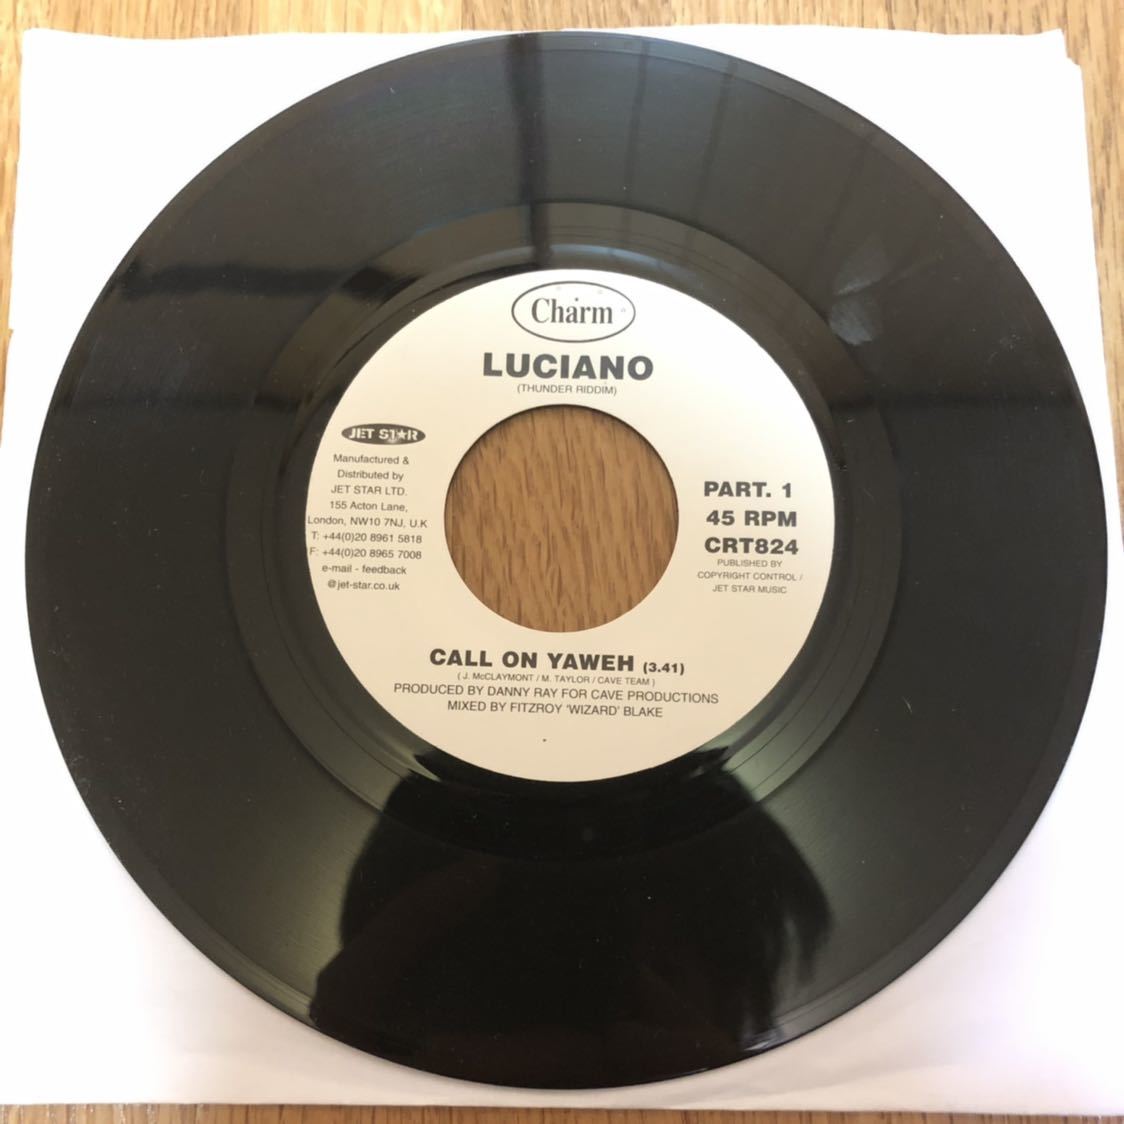 Charm
LUCIANO
(THUNDER RIDDIM)
JET STAR
Manufactured &
Distributed by
JET STAR LTD.
155 Acton Lane,
London, NW10 7NJ, U.K
T: +44(0)20 8961 5818
F: +44(0)20 8965 7008
e-mail - feedback
@jet-star.co.uk
PART. 1
45 RPM
CRT824
PUBLISHED BY
COPYRIGHT CONTROL /
JET STAR MUSIC
CALL ON YAWEH (3.41)
( J. McCLAYMONT / M. TAYLOR / CAVE TEAM )
PRODUCED BY DANNY RAY FOR CAVE PRODUCTIONS
MIXED BY FITZROY 'WIZARD' BLAKE